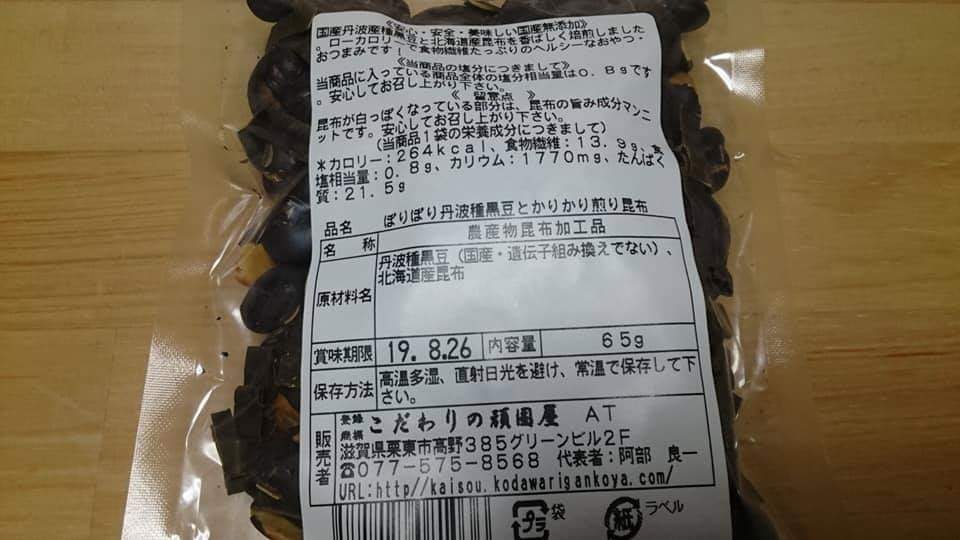 《安心・安全・美味しい国産無添加》
国産丹波産種黒豆と北海道産昆布を香ばしく焙煎しました
。ローカロリーで食物繊維たっぷりのヘルシーなおやつ・
おつまみです！
《当商品の塩分につきまして》
当商品に入っている商品全体の塩分相当量は0.8gです
。安心してお召し上がり下さい。
《 留意点 》
昆布が白っぽくなっている部分は、昆布の旨み成分マンニ
ットです。安心してお召し上がり下さい。
(当商品1袋の栄養成分につきまして)
*カロリー:264kcal、食物繊維:13.9g、食
塩相当量:0.8g、カリウム:1770mg、たんぱく
質:21.5g
品名 ぽりぽり丹波種黒豆とかりかり煎り昆布
名 称 農産物昆布加工品
原材料名 丹波種黒豆(国産・遺伝子組み換えでない)、
北海道産昆布
賞味期限 19. 8.26 内容量 65g
保存方法 高温多湿、直射日光を避け、常温で保存して下
さい。
販売者 登録商標 こだわりの頑固屋 AT
滋賀県栗東市高野385グリーンビル2F
☎077-575-8568 代表者:阿部 良一
URL:http//kaisou.kodawarigankoya.com/
プラ 袋 紙 ラベル